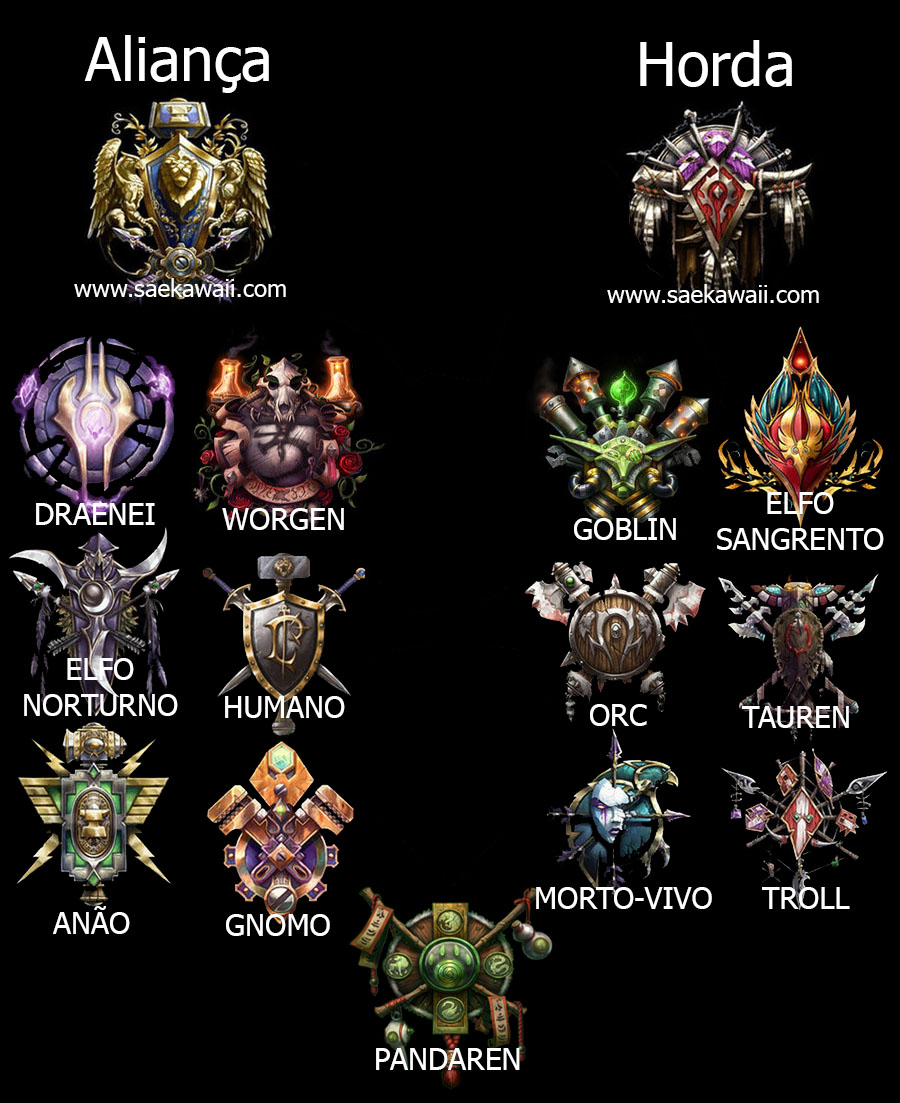 Aliança
Horda
www.saekawaii.com
www.saekawaii.com
DRAENEI
WORGEN
GOBLIN
ELFO
SANGRENTO
ELFO
NORTURNO
HUMANO
ORC
TAUREN
ANÃO
GNOMO
MORTO-VIVO
TROLL
PANDAREN